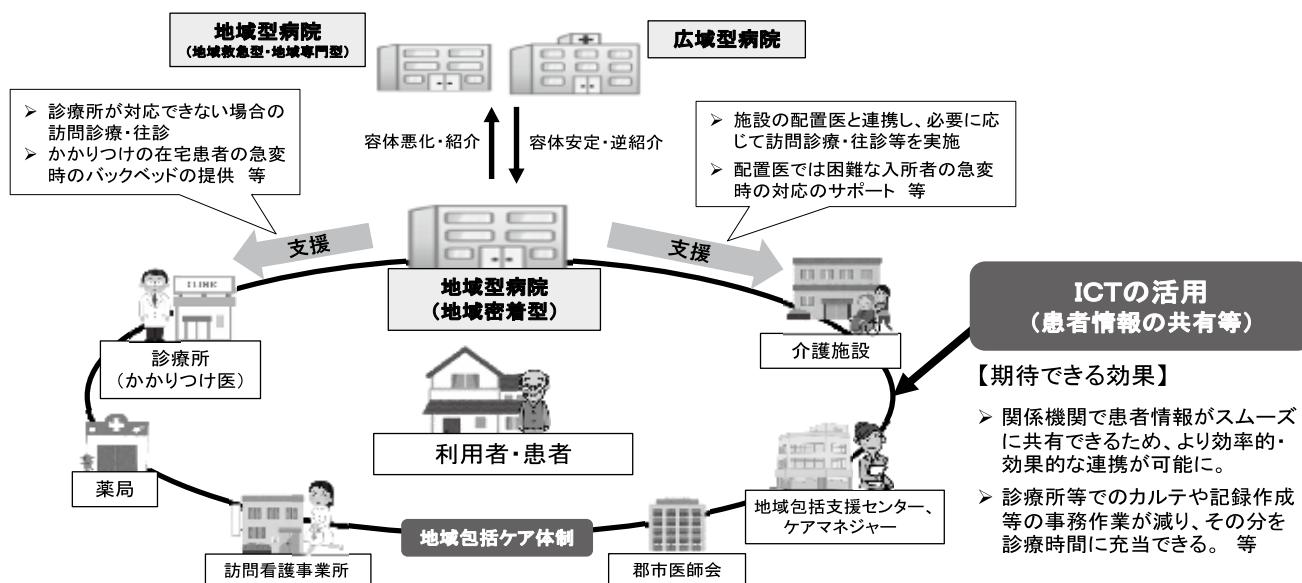 地域型病院
(地域救急型・地域専門型)
広域型病院
➢ 診療所が対応できない場合の
訪問診療・往診
➢ かかりつけの在宅患者の急変
時のバックベッドの提供 等
容体悪化・紹介
容体安定・逆紹介
➢ 施設の配置医と連携し、必要に応
じて訪問診療・往診等を実施
➢ 配置医では困難な入所者の急変
時の対応のサポート 等
支援
支援
地域型病院
(地域密着型)
診療所
(かかりつけ医)
介護施設
ICTの活用
(患者情報の共有等)
【期待できる効果】
➢ 関係機関で患者情報がスムーズ
に共有できるため、より効率的・
効果的な連携が可能に。
➢ 診療所等でのカルテや記録作成
等の事務作業が減り、その分を
診療時間に充当できる。 等
利用者・患者
薬局
地域包括支援センター、
ケアマネジャー
地域包括ケア体制
訪問看護事業所
郡市医師会